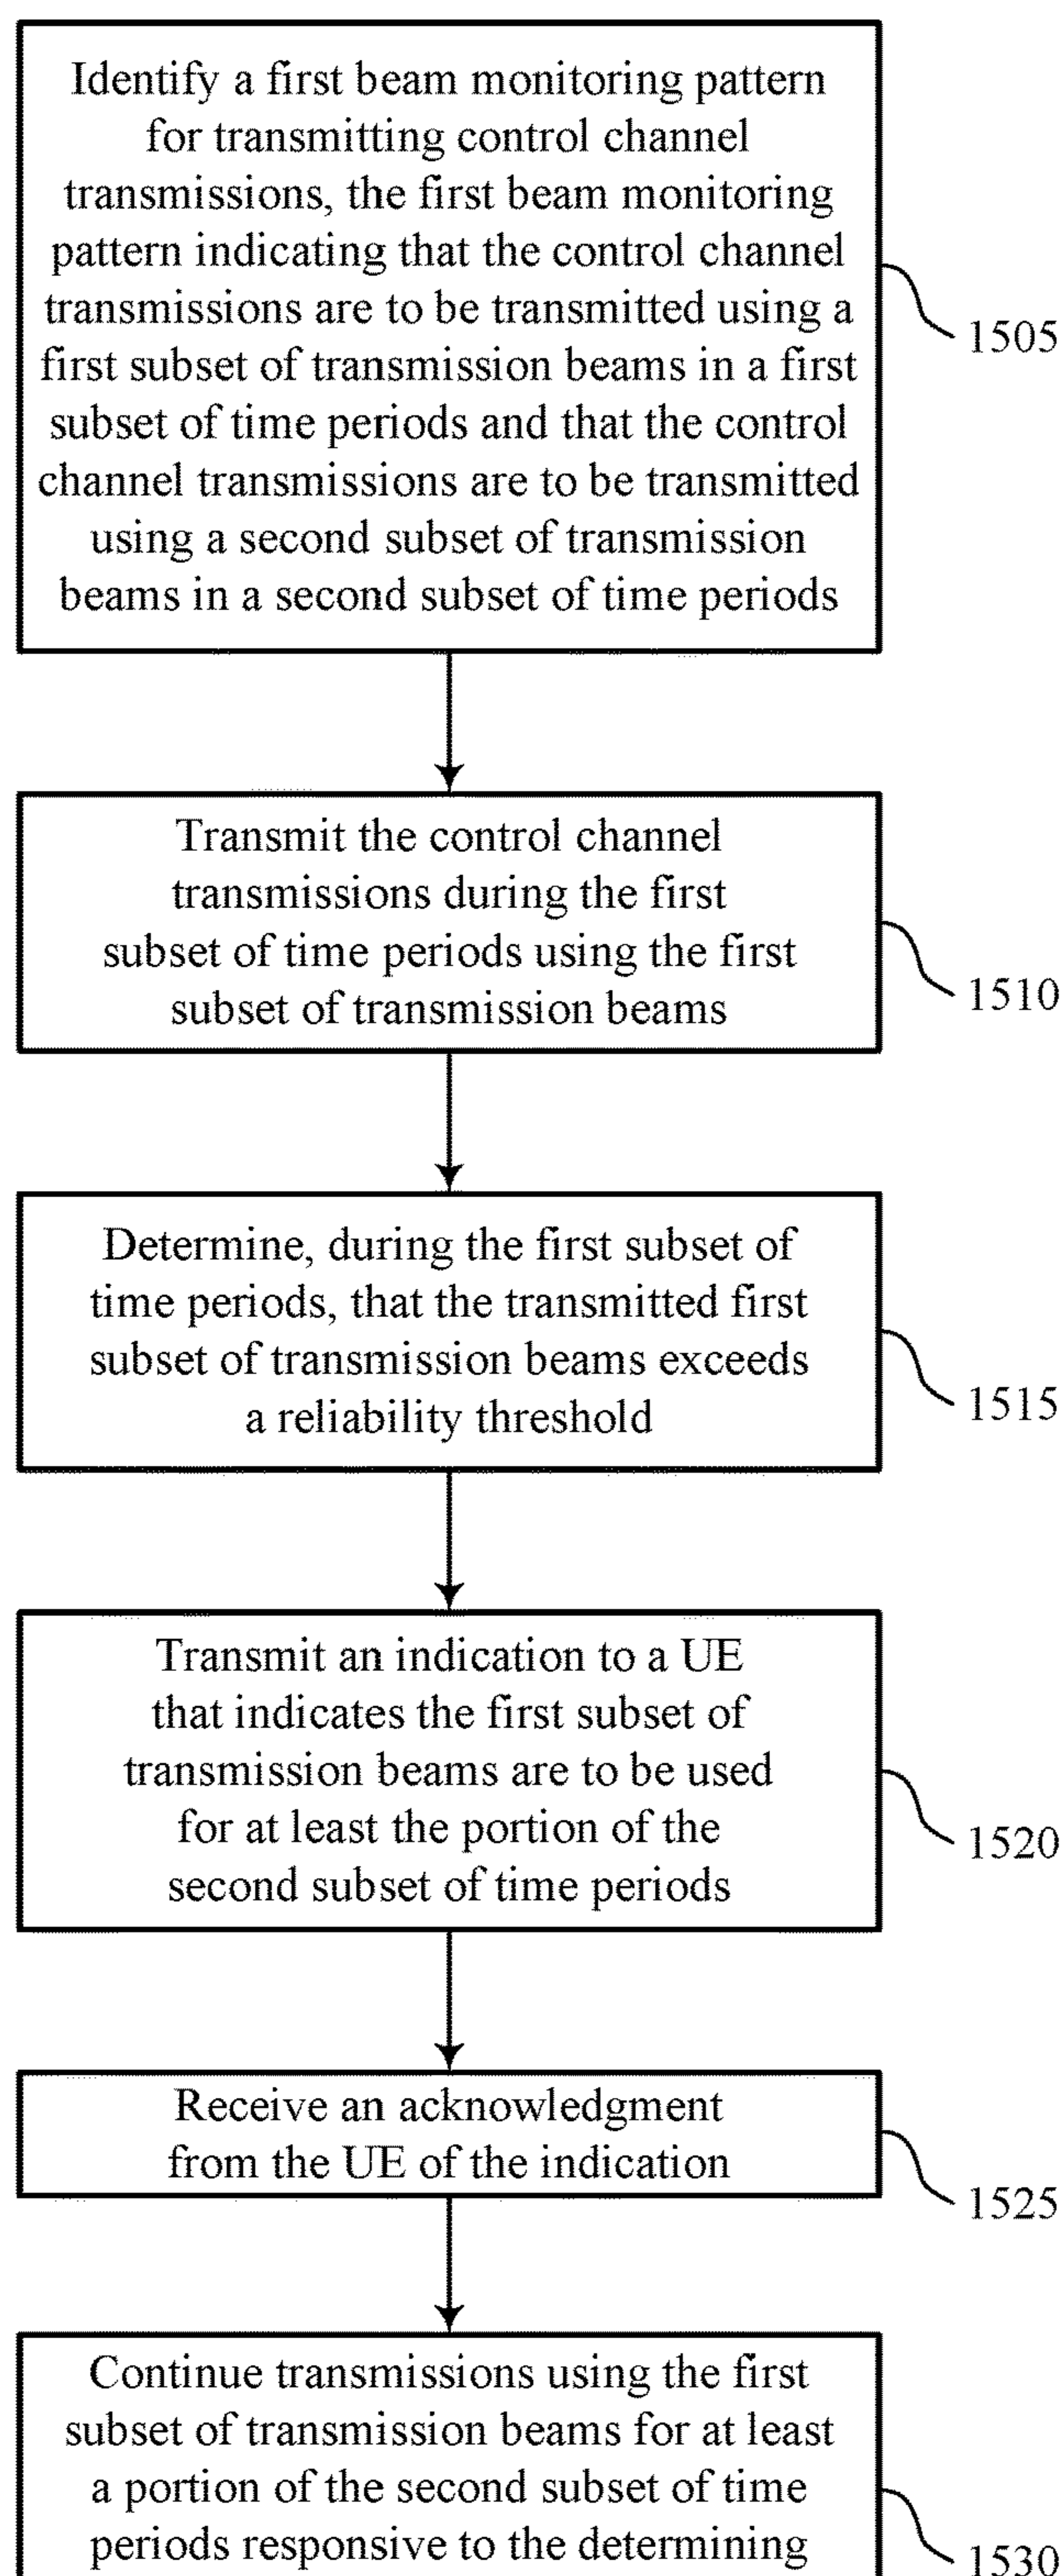 Identify a first beam monitoring pattern
for transmitting control channel
transmissions, the first beam monitoring
pattern indicating that the control channel
transmissions are to be transmitted using a
first subset of transmission beams in a first
subset of time periods and that the control
channel transmissions are to be transmitted
using a second subset of transmission
beams in a second subset of time periods
1505
Transmit the control channel
transmissions during the first
subset of time periods using the first
subset of transmission beams
1510
Determine, during the first subset of
time periods, that the transmitted first
subset of transmission beams exceeds
a reliability threshold
1515
Transmit an indication to a UE
that indicates the first subset of
transmission beams are to be used
for at least the portion of the
second subset of time periods
1520
Receive an acknowledgment
from the UE of the indication
1525
Continue transmissions using the first
subset of transmission beams for at least
a portion of the second subset of time
periods responsive to the determining
1530